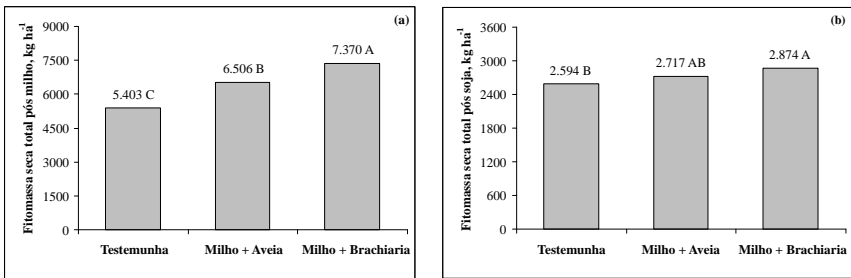 (a)
Fitomassa seca total pós milho, kg ha⁻¹
9000
7500
6000
4500
3000
1500
0
5.403 C
6.506 B
7.370 A
Testemunha
Milho + Aveia
Milho + Brachiaria
(b)
Fitomassa seca total pós soja, kg ha⁻¹
3600
3000
2400
1800
1200
600
0
2.594 B
2.717 AB
2.874 A
Testemunha
Milho + Aveia
Milho + Brachiaria